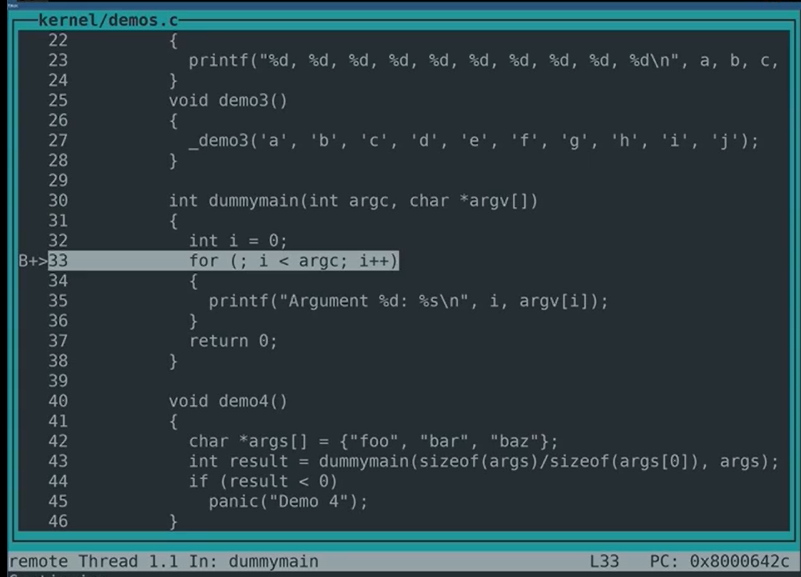 kernel/demos.c
22 {
23 printf("%d, %d, %d, %d, %d, %d, %d, %d, %d, %d\n", a, b, c,
24 }
25 void demo3()
26 {
27 _demo3('a', 'b', 'c', 'd', 'e', 'f', 'g', 'h', 'i', 'j');
28 }
29
30 int dummymain(int argc, char *argv[])
31 {
32 int i = 0;
B+>33 for (; i < argc; i++)
34 {
35 printf("Argument %d: %s\n", i, argv[i]);
36 }
37 return 0;
38 }
39
40 void demo4()
41 {
42 char *args[] = {"foo", "bar", "baz"};
43 int result = dummymain(sizeof(args)/sizeof(args[0]), args);
44 if (result < 0)
45 panic("Demo 4");
46 }
remote Thread 1.1 In: dummymain L33 PC: 0x8000642c